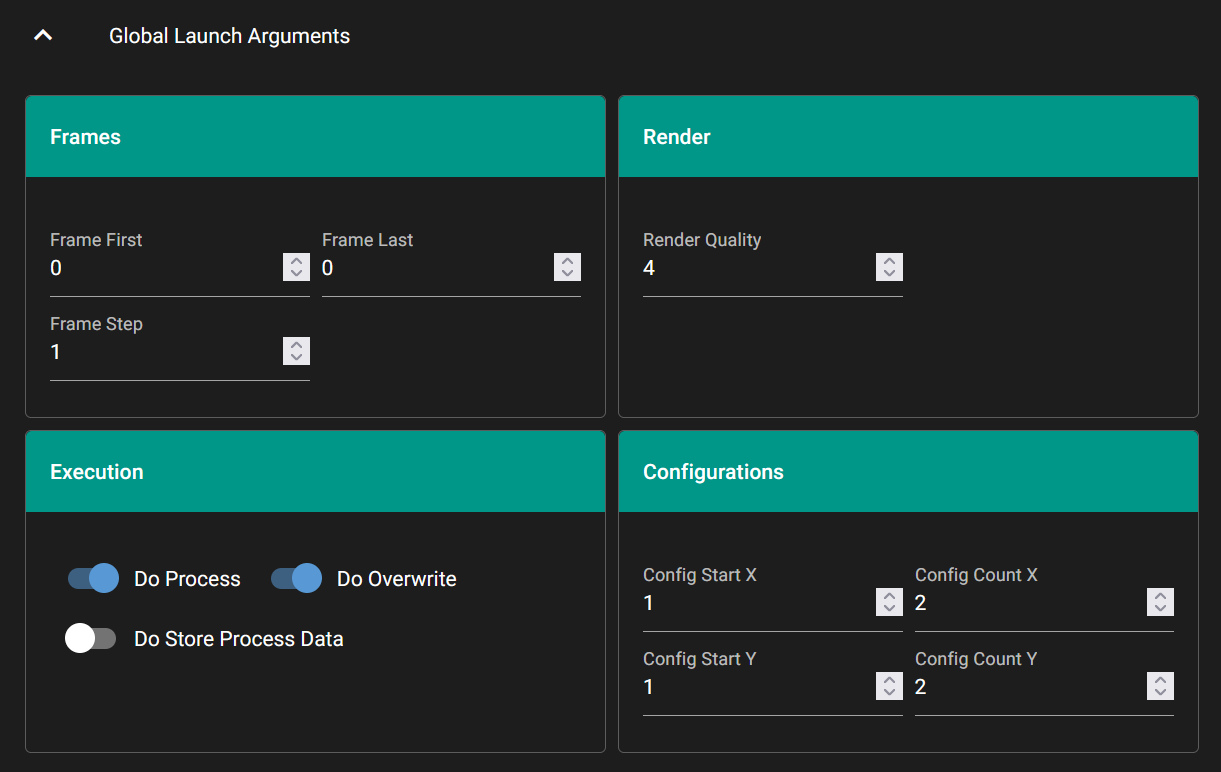 Global Launch Arguments
Frames
Frame First
0
Frame Last
0
Frame Step
1
Render
Render Quality
4
Execution
Do Process
Do Overwrite
Do Store Process Data
Configurations
Config Start X
1
Config Count X
2
Config Start Y
1
Config Count Y
2